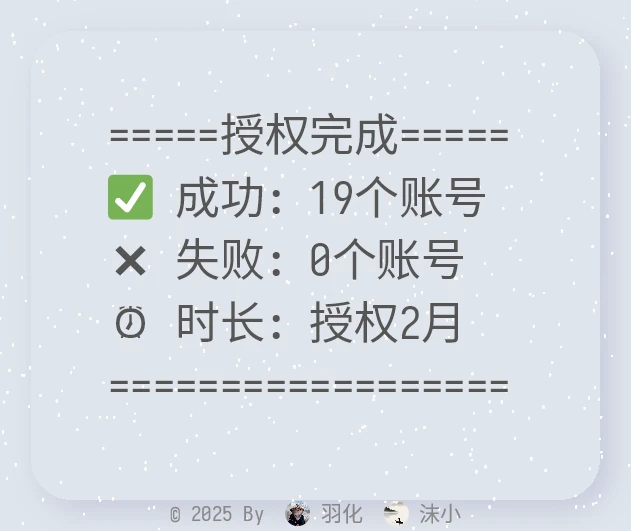 =====授权完成=====
✅ 成功：19个账号
❌ 失败：0个账号
⏰ 时长：授权2月
==================
© 2025 By 羽化 沫小